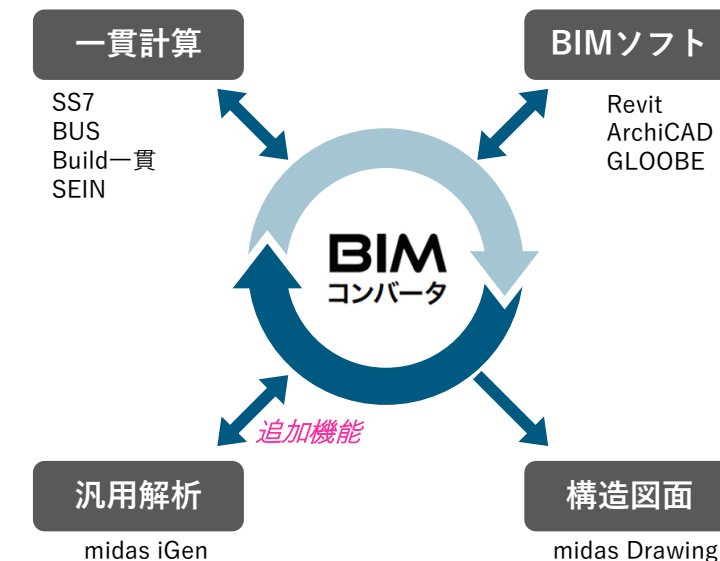 一貫計算
BIMソフト
SS7
BUS
Build一貫
SEIN
Revit
ArchiCAD
GLOOBE
BIM
コンバータ
追加機能
汎用解析
構造図面
midas iGen
midas Drawing